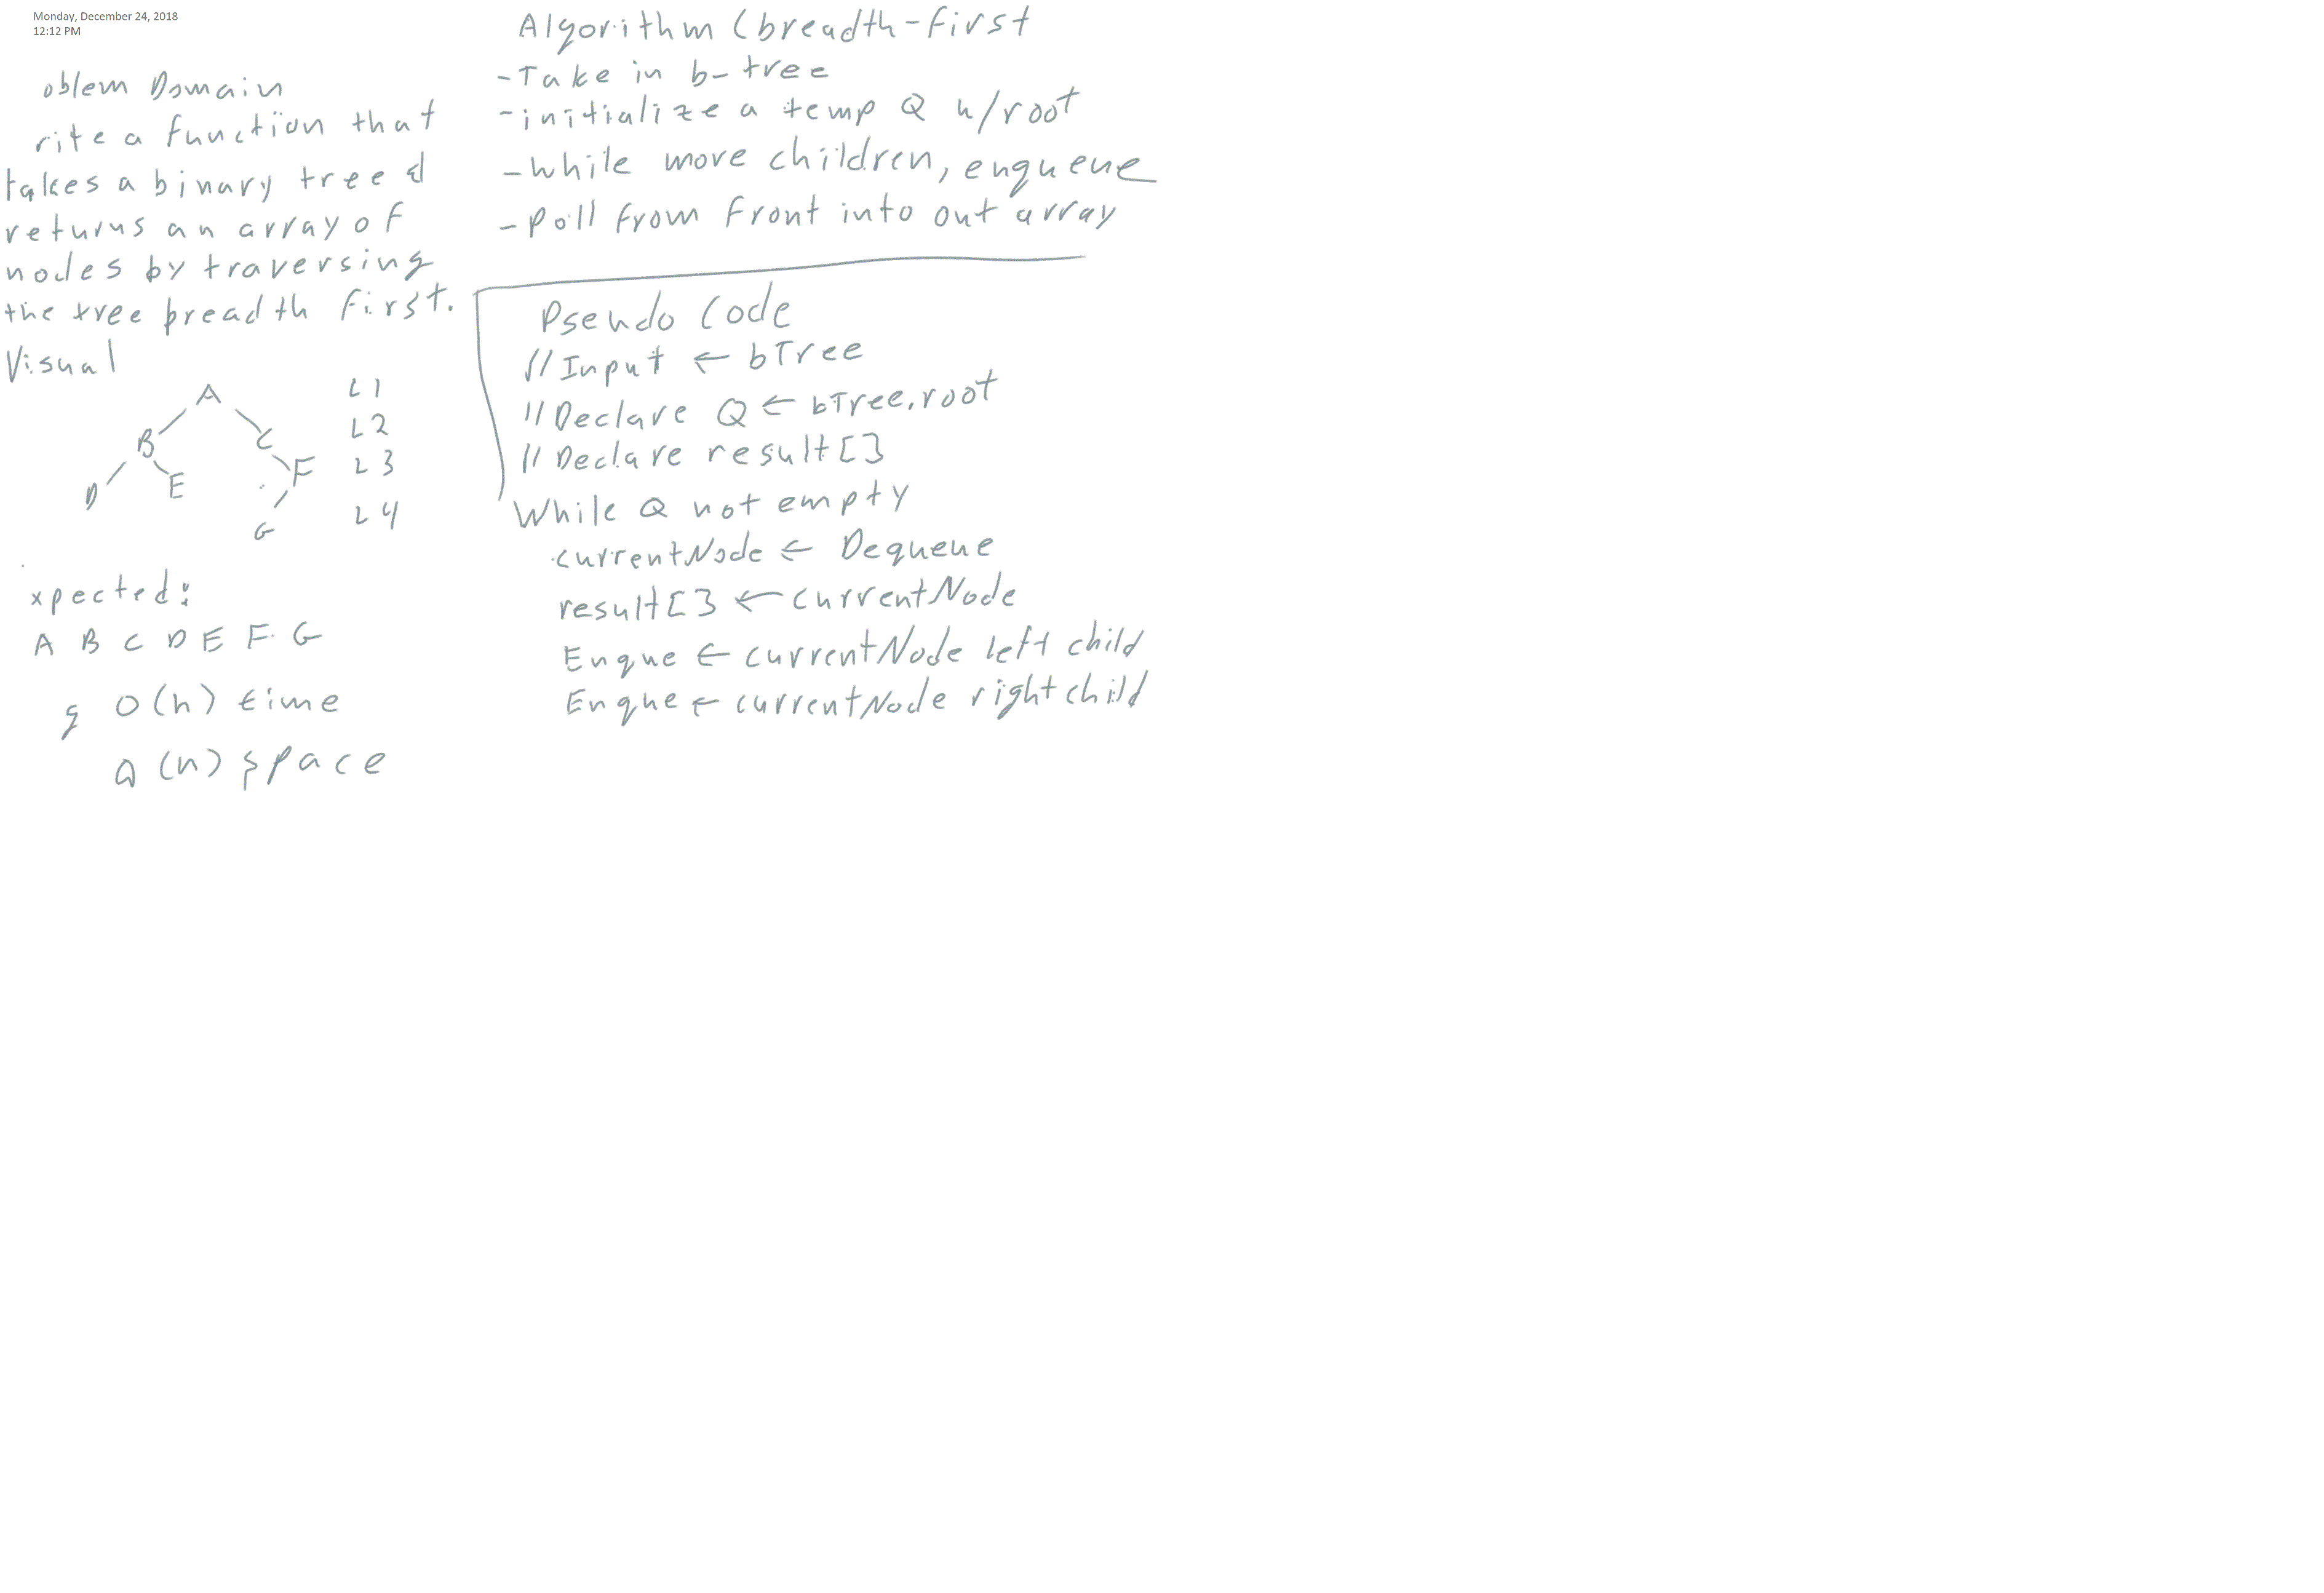 Monday, December 24, 2018
12:12 PM
oblem Domain
rite a function that
takes a binary tree &
returns an array of
nodes by traversing
the tree breadth first.
Visual
A
B C
D E F
G
L1
L2
L3
L4
xpected:
A B C D E F G
O(n) time
O(n) space
Algorithm (breadth-first
-Take in b-tree
-initialize a temp Q w/root
-while more children, enqueue
-Poll from front into out array
Pseudo Code
//Input ← bTree
//Declare Q ← bTree.root
//Declare result[]
While Q not empty
currentNode ← Dequeue
result[] ← currentNode
Enque ← currentNode left child
Enque ← currentNode right child